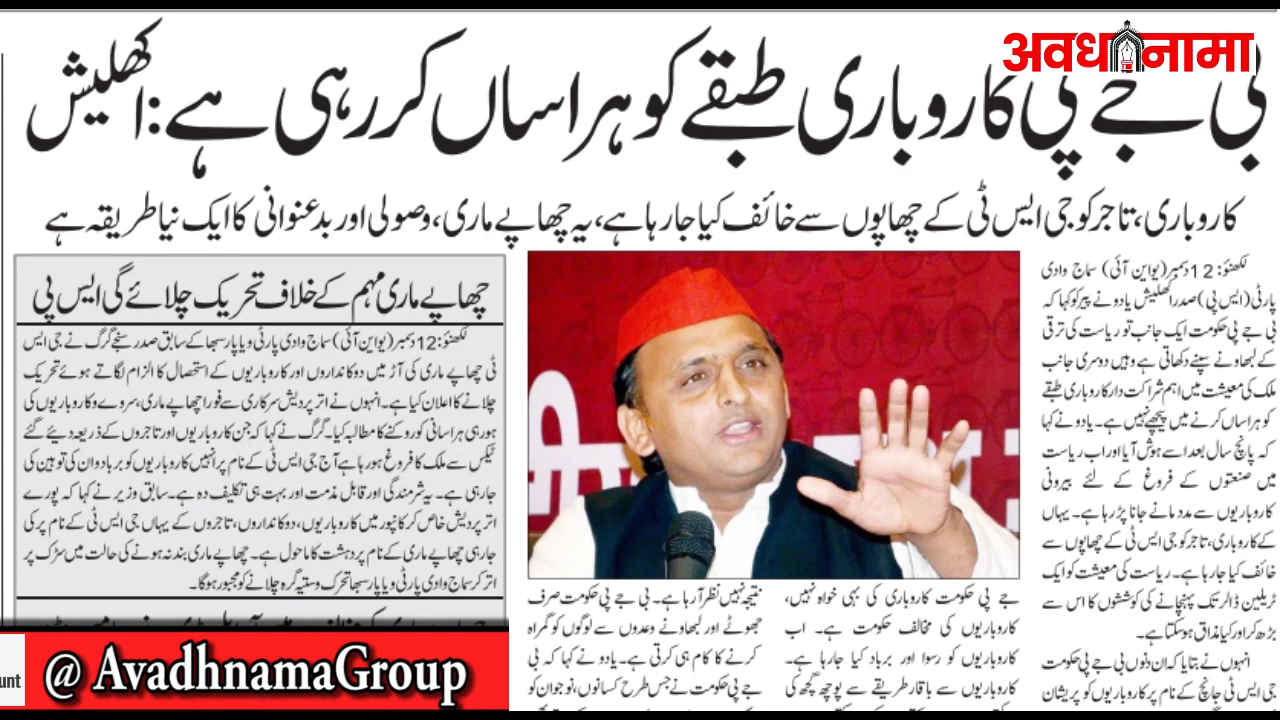 अवधनामा
بی جے پی کاروباری طبقے کو ہراساں کر رہی ہے: اکھلیش
کاروباری، تاجر کو جی ایس ٹی کے چھاپوں سے خائف کیا جا رہا ہے، یہ چھاپے ماری، وصولی اور بدعنوانی کا ایک نیا طریقہ ہے
لکھنؤ: 12 دسمبر (یو این آئی) سماج وادی
پارٹی (ایس پی) صدر اکھلیش یادو نے پیر کو کہا کہ
بی جے پی حکومت ایک جانب تو ریاست کی ترقی
کے لبھاونے سپنے دکھاتی ہے وہیں دوسری جانب
ملک کی معیشت میں اہم شراکت دار کاروباری طبقے
کو ہراساں کرنے میں پیچھے نہیں ہے۔ یادو نے کہا
کہ پانچ سال بعد اسے ہوش آیا اور اب ریاست
میں صنعتوں کے فروغ کے لئے بیرونی
کاروباریوں سے مدد مانے جانا پڑ رہا ہے۔ یہاں
کے کاروباری، تاجر کو جی ایس ٹی کے چھاپوں سے
خائف کیا جا رہا ہے۔ ریاست کی معیشت کو ایک
ٹریلین ڈالر تک پہنچانے کی کوششوں کا اس سے
بڑھ کر اور کیا مذاق ہو سکتا ہے۔
انہوں نے بتایا کہ ان دنوں بی جے پی حکومت
جی ایس ٹی جانچ کے نام پر کاروباریوں کو پریشان
جے پی حکومت کاروباری کی بہی خواہ نہیں،
کاروباریوں کی مخالف حکومت ہے۔ اب
کاروباریوں کو رسوا اور برباد کیا جا رہا ہے۔
کاروباریوں سے باقار طریقے سے پوچھ گچھ کی
نتیجہ نہیں نظر آ رہا ہے۔ بی جے پی حکومت صرف
جھوٹے اور لبھاونے وعدوں سے لوگوں کو گمراہ
کرنے کا کام ہی کرتی ہے۔ یادو نے کہا کہ بی
جے پی حکومت نے جس طرح کسانوں، نوجوان کو
چھاپے ماری مہم کے خلاف تحریک چلائے گی ایس پی
لکھنؤ: 12 دسمبر (یو این آئی) سماج وادی پارٹی ویاپار سبھا کے سابق صدر سنجے گرگ نے جی ایس
ٹی چھاپے ماری کی آڑ میں دوکانداروں اور کاروباریوں کے استحصال کا الزام لگاتے ہوئے تحریک
چلانے کا اعلان کیا ہے۔ انہوں نے اتر پردیش سرکاری سے فورا چھاپے ماری، سروے و کاروباریوں کی
ہو رہی ہراسانی کو روکنے کا مطالبہ کیا۔ گرگ نے کہا کہ جن کاروباریوں اور تاجروں کے ذریعہ دیئے گئے
ٹیکس سے ملک کا فروغ ہو رہا ہے آج جی ایس ٹی کے نام پر انہیں کاروباریوں کو برباد و ان کی توہین کی
جا رہی ہے۔ یہ شرمندگی اور قابل مذمت اور بہت ہی تکلیف دہ ہے۔ سابق وزیر نے کہا کہ پورے
اتر پردیش خاص کر کانپور میں کاروباریوں، دوکانداروں، تاجروں کے یہاں جی ایس ٹی کے نام پر کی
جا رہی چھاپے ماری کے نام پر دہشت کا ماحول ہے۔ چھاپے ماری بند نہ ہونے کی حالت میں سڑک پر
اتر کر سماج وادی پارٹی ویاپار سبھا تحرک و ستیہ گرہ چلانے کو مجبور ہوگا۔
ount
@ AvadhnamaGroup